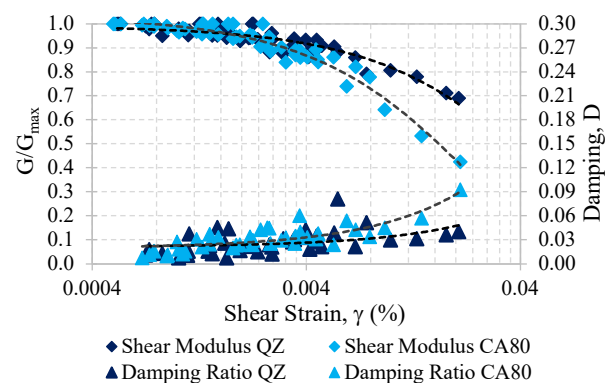 1.0 0.30
0.9 0.27
0.8 0.24
0.7 0.21
0.6 0.18
0.5 0.15
0.4 0.12
0.3 0.09
0.2 0.06
0.1 0.03
0.0 0.00
G/Gmax
Damping, D
0.0004 0.004 0.04
Shear Strain, γ (%)
Shear Modulus QZ Shear Modulus CA80
Damping Ratio QZ Damping Ratio CA80